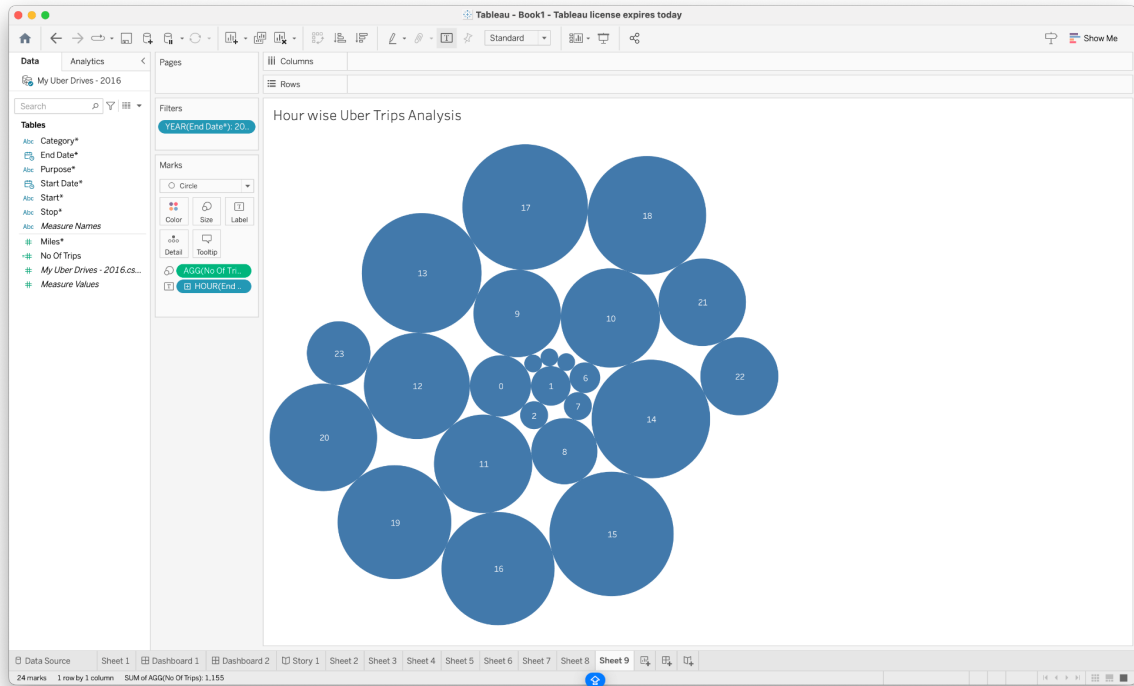 Tableau - Book1 - Tableau license expires today
Standard
Show Me
Data
Analytics
My Uber Drives - 2016
Search
Tables
Abc Category*
End Date*
Abc Purpose*
Start Date*
Abc Start*
Abc Stop*
Abc Measure Names
# Miles*
=# No Of Trips
# My Uber Drives - 2016.cs...
# Measure Values
Pages
Filters
YEAR(End Date*): 20..
Marks
Circle
Color Size Label
Detail Tooltip
AGG(No Of Tri..
HOUR(End ..
Columns
Rows
Hour wise Uber Trips Analysis
17
18
13
21
9
10
23
22
12
0
1
6
7
2
14
20
11
8
19
15
16
Data Source Sheet 1 Dashboard 1 Dashboard 2 Story 1 Sheet 2 Sheet 3 Sheet 4 Sheet 5 Sheet 6 Sheet 7 Sheet 8 Sheet 9
24 marks 1 row by 1 column SUM of AGG(No Of Trips): 1,155